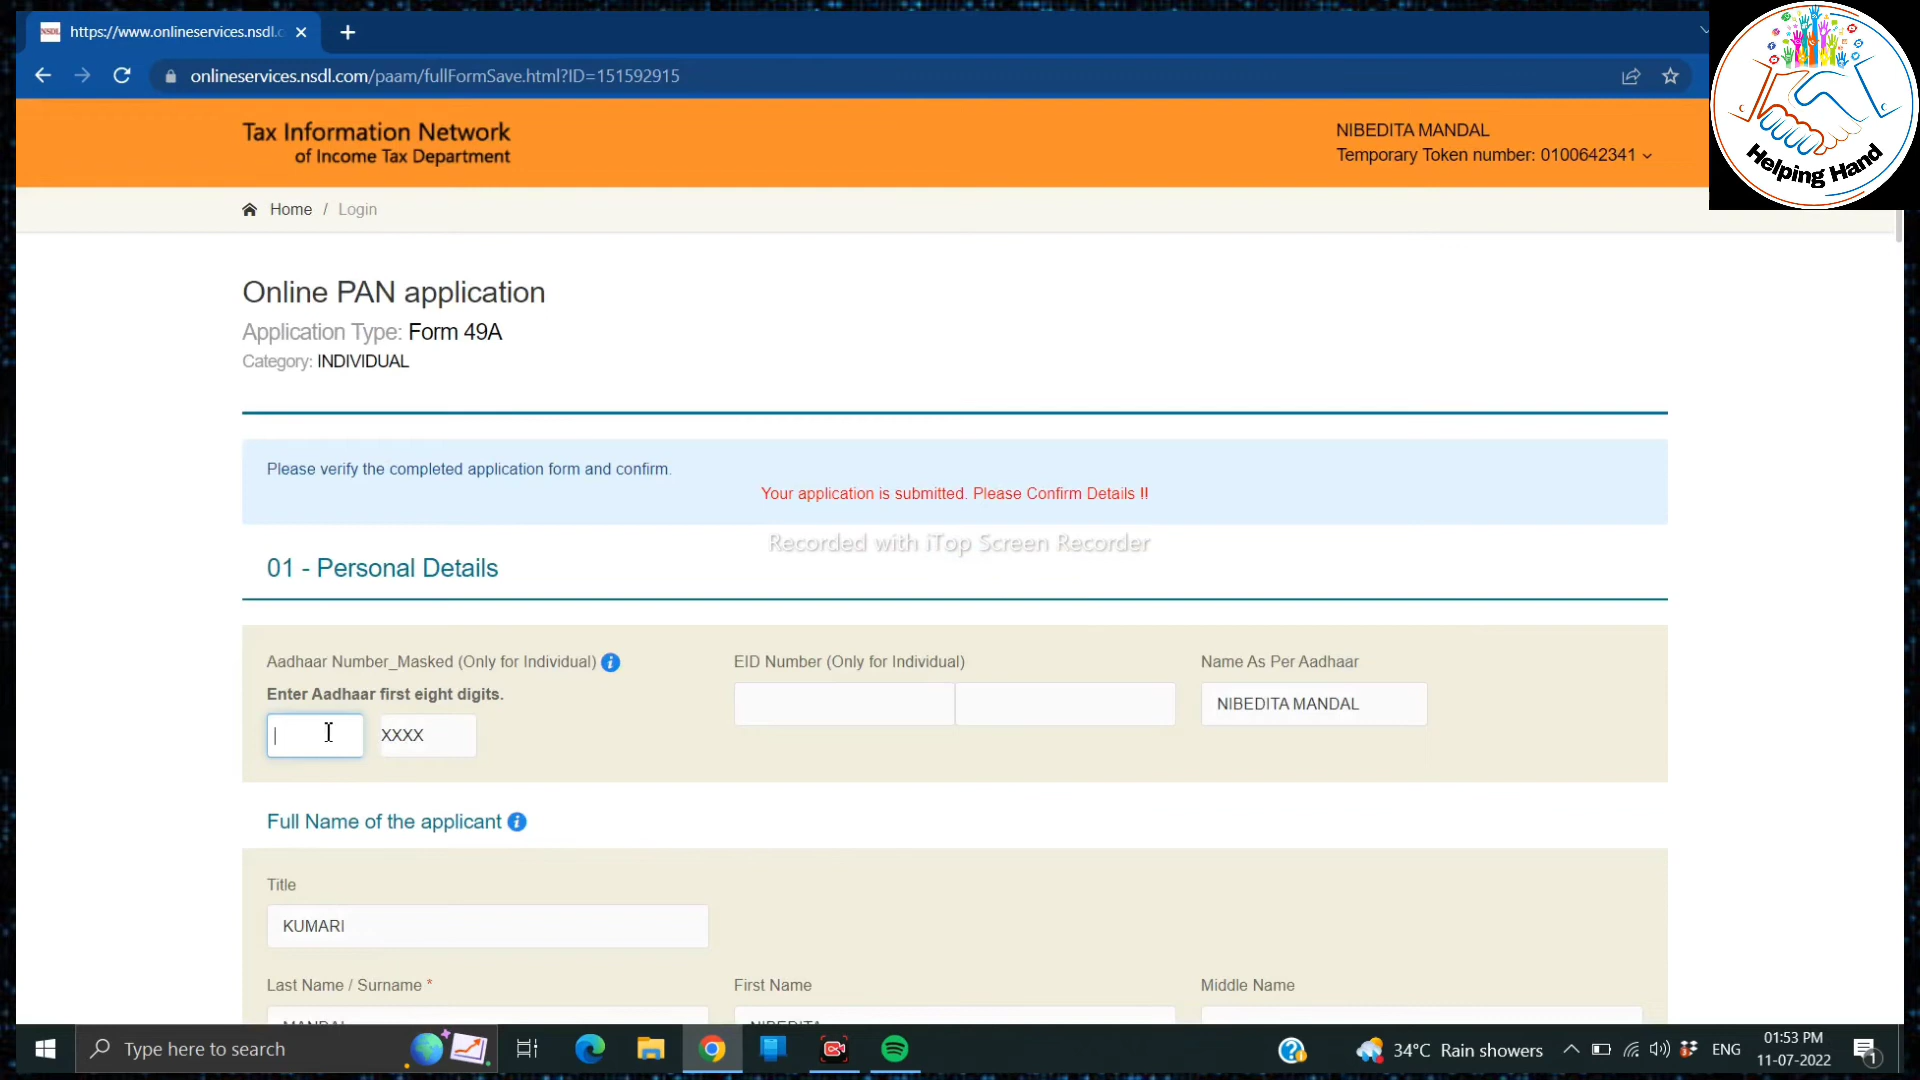 NSDL
https://www.onlineservices.nsdl.c
onlineservices.nsdl.com/paam/fullFormSave.html?ID=151592915
Helping Hand
Tax Information Network
of Income Tax Department
NIBEDITA MANDAL
Temporary Token number: 0100642341
Home / Login
Online PAN application
Application Type: Form 49A
Category: INDIVIDUAL
Please verify the completed application form and confirm.
Your application is submitted. Please Confirm Details !!
Recorded with iTop Screen Recorder
01 - Personal Details
Aadhaar Number_Masked (Only for Individual)
EID Number (Only for Individual)
Name As Per Aadhaar
Enter Aadhaar first eight digits.
NIBEDITA MANDAL
XXXX
Full Name of the applicant
Title
KUMARI
Last Name / Surname *
First Name
Middle Name
MANDAL
NIBEDITA
Type here to search
34°C Rain showers
ENG
01:53 PM
11-07-2022
1